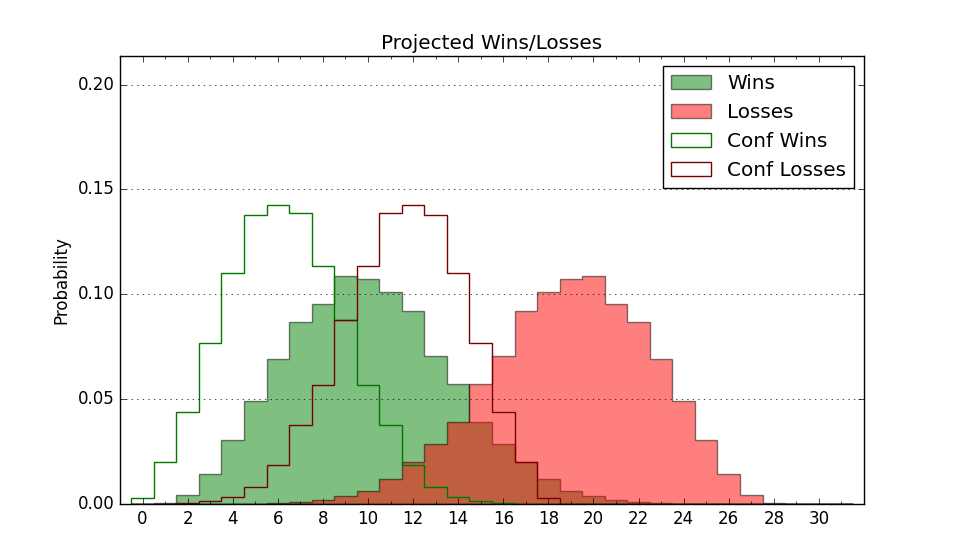 Projected Wins/Losses
Wins
Losses
Conf Wins
Conf Losses
Probability
0.20
0.15
0.10
0.05
0.00
0 2 4 6 8 10 12 14 16 18 20 22 24 26 28 30